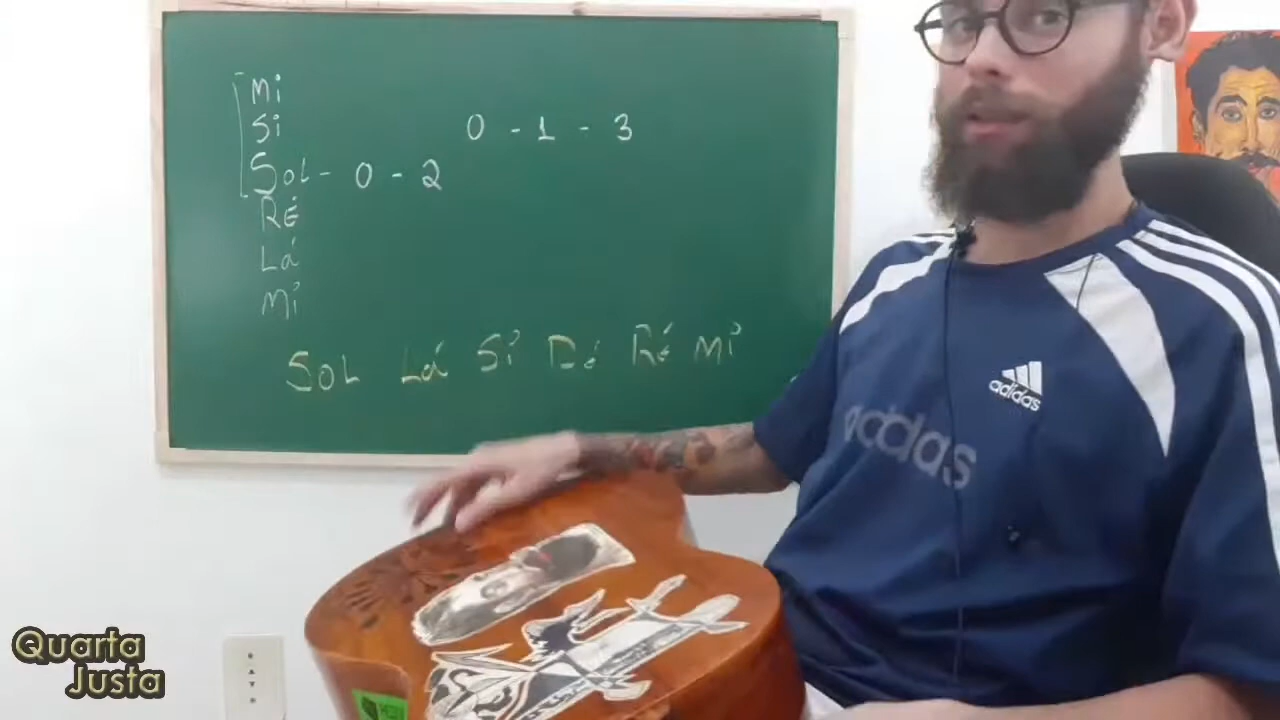 Mi
Si 0 - 1 - 3
Sol - 0 - 2
Ré
Lá
Mi
Sol Lá Si Dó Ré Mi
adidas
adidas
Quarta
Justa